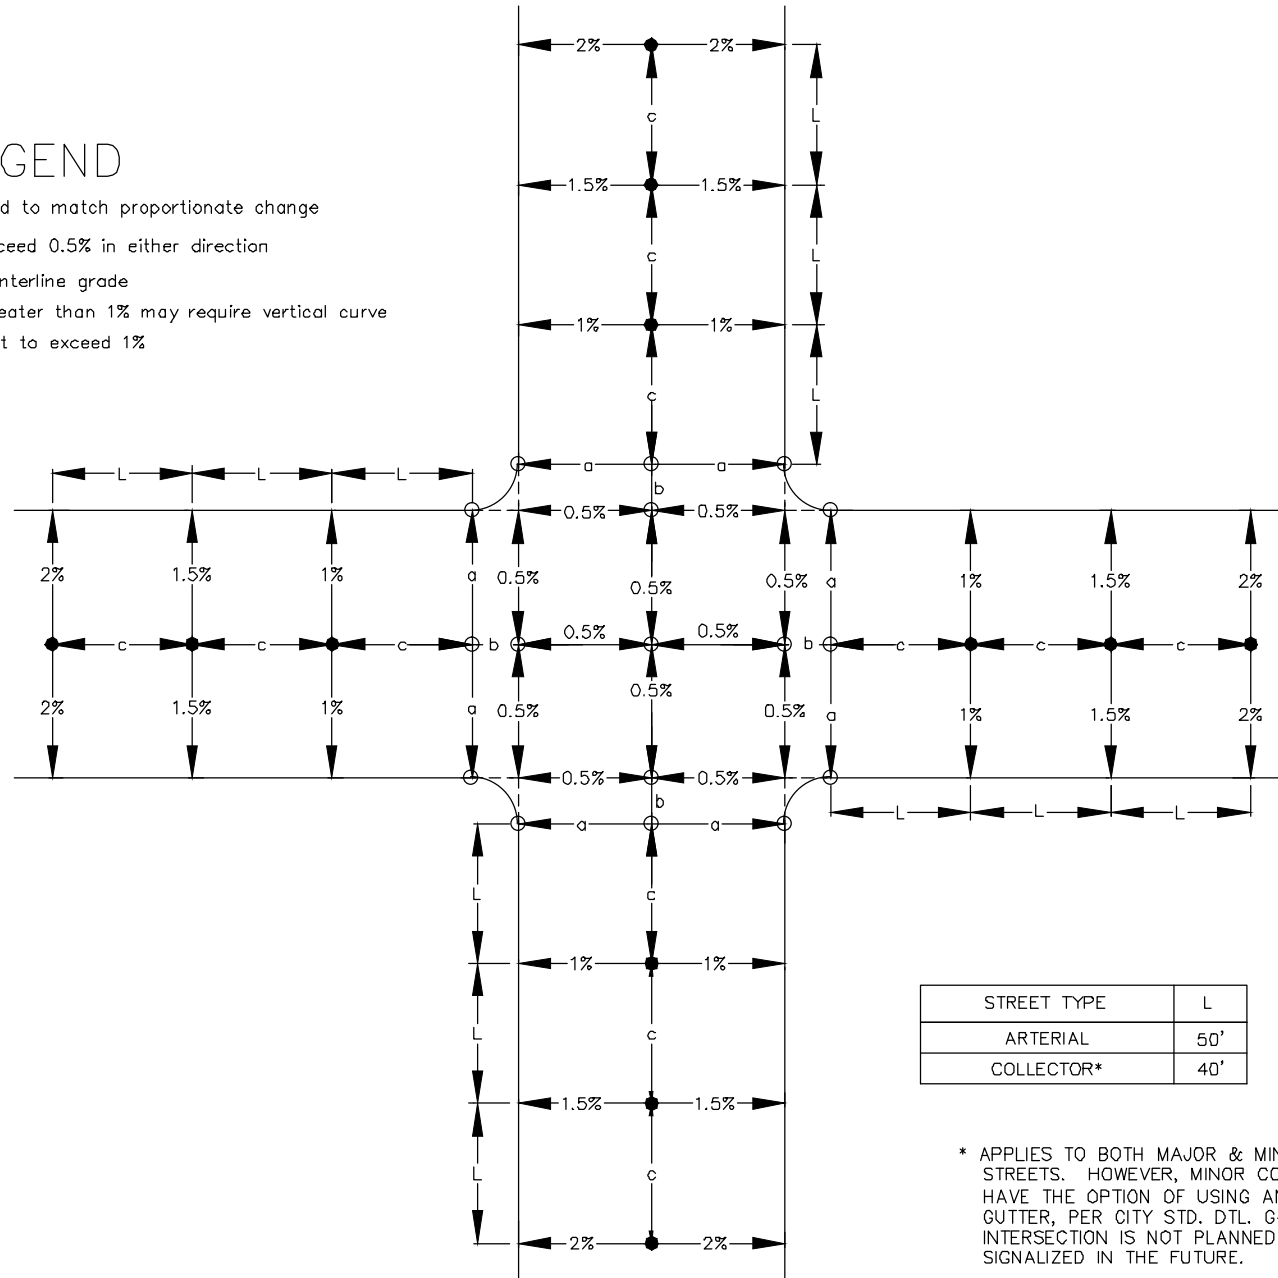 2% 2%
c L
GEND
1.5% 1.5%
d to match proportionate change
ceed 0.5% in either direction
c L
nterline grade
eater than 1% may require vertical curve
1% 1%
t to exceed 1%
c L
L L L a a
b
0.5% 0.5%
2% 1.5% 1% a 0.5% 0.5% 0.5% a 1% 1.5% 2%
0.5% 0.5%
c c c b b c c c
0.5%
2% 1.5% 1% a 0.5% 0.5% a 1% 1.5% 2%
0.5% 0.5%
b
L L L
a a
L c
1% 1%
STREET TYPE L
ARTERIAL 50'
COLLECTOR* 40'
L c
1.5% 1.5%
* APPLIES TO BOTH MAJOR & MIN
STREETS. HOWEVER, MINOR CO
L c
HAVE THE OPTION OF USING AN
GUTTER, PER CITY STD. DTL. G-
INTERSECTION IS NOT PLANNED
SIGNALIZED IN THE FUTURE.
2% 2%